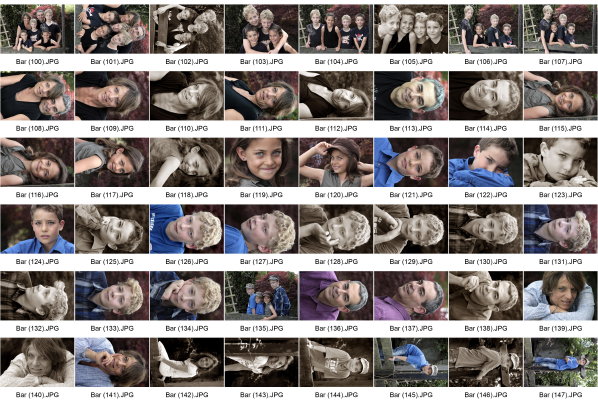 Bar (100).JPG Bar (101).JPG Bar (102).JPG Bar (103).JPG Bar (104).JPG Bar (105).JPG Bar (106).JPG Bar (107).JPG
Bar (108).JPG Bar (109).JPG Bar (110).JPG Bar (111).JPG Bar (112).JPG Bar (113).JPG Bar (114).JPG Bar (115).JPG
Bar (116).JPG Bar (117).JPG Bar (118).JPG Bar (119).JPG Bar (120).JPG Bar (121).JPG Bar (122).JPG Bar (123).JPG
Bar (124).JPG Bar (125).JPG Bar (126).JPG Bar (127).JPG Bar (128).JPG Bar (129).JPG Bar (130).JPG Bar (131).JPG
Bar (132).JPG Bar (133).JPG Bar (134).JPG Bar (135).JPG Bar (136).JPG Bar (137).JPG Bar (138).JPG Bar (139).JPG
Bar (140).JPG Bar (141).JPG Bar (142).JPG Bar (143).JPG Bar (144).JPG Bar (145).JPG Bar (146).JPG Bar (147).JPG